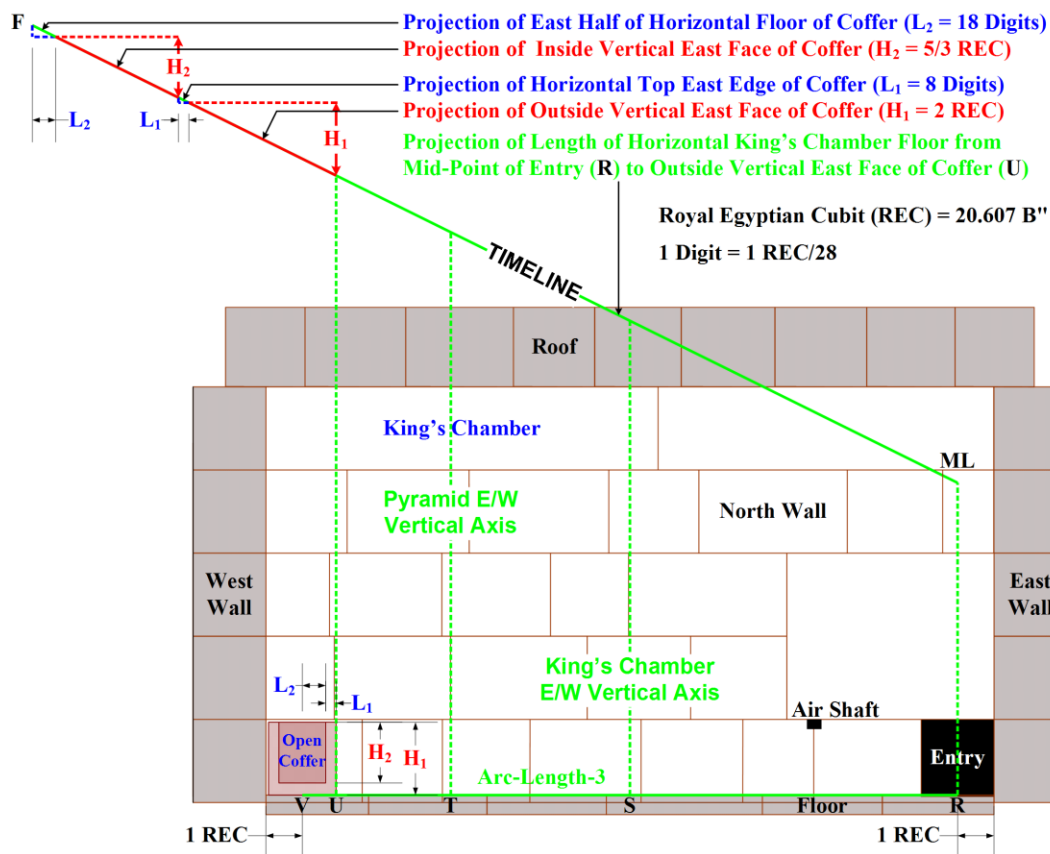 F
Projection of East Half of Horizontal Floor of Coffer (L₂ = 18 Digits)
Projection of Inside Vertical East Face of Coffer (H₂ = 5/3 REC)
H₂
Projection of Horizontal Top East Edge of Coffer (L₁ = 8 Digits)
L₂
L₁
Projection of Outside Vertical East Face of Coffer (H₁ = 2 REC)
H₁
Projection of Length of Horizontal King's Chamber Floor from
Mid-Point of Entry (R) to Outside Vertical East Face of Coffer (U)
Royal Egyptian Cubit (REC) = 20.607 B"
1 Digit = 1 REC/28
TIMELINE
Roof
King's Chamber
ML
Pyramid E/W
Vertical Axis
North Wall
West
Wall
East
Wall
King's Chamber
E/W Vertical Axis
L₂
L₁
Air Shaft
Open
Coffer
H₂
H₁
Entry
Arc-Length-3
V
U
T
S
Floor
R
1 REC
1 REC